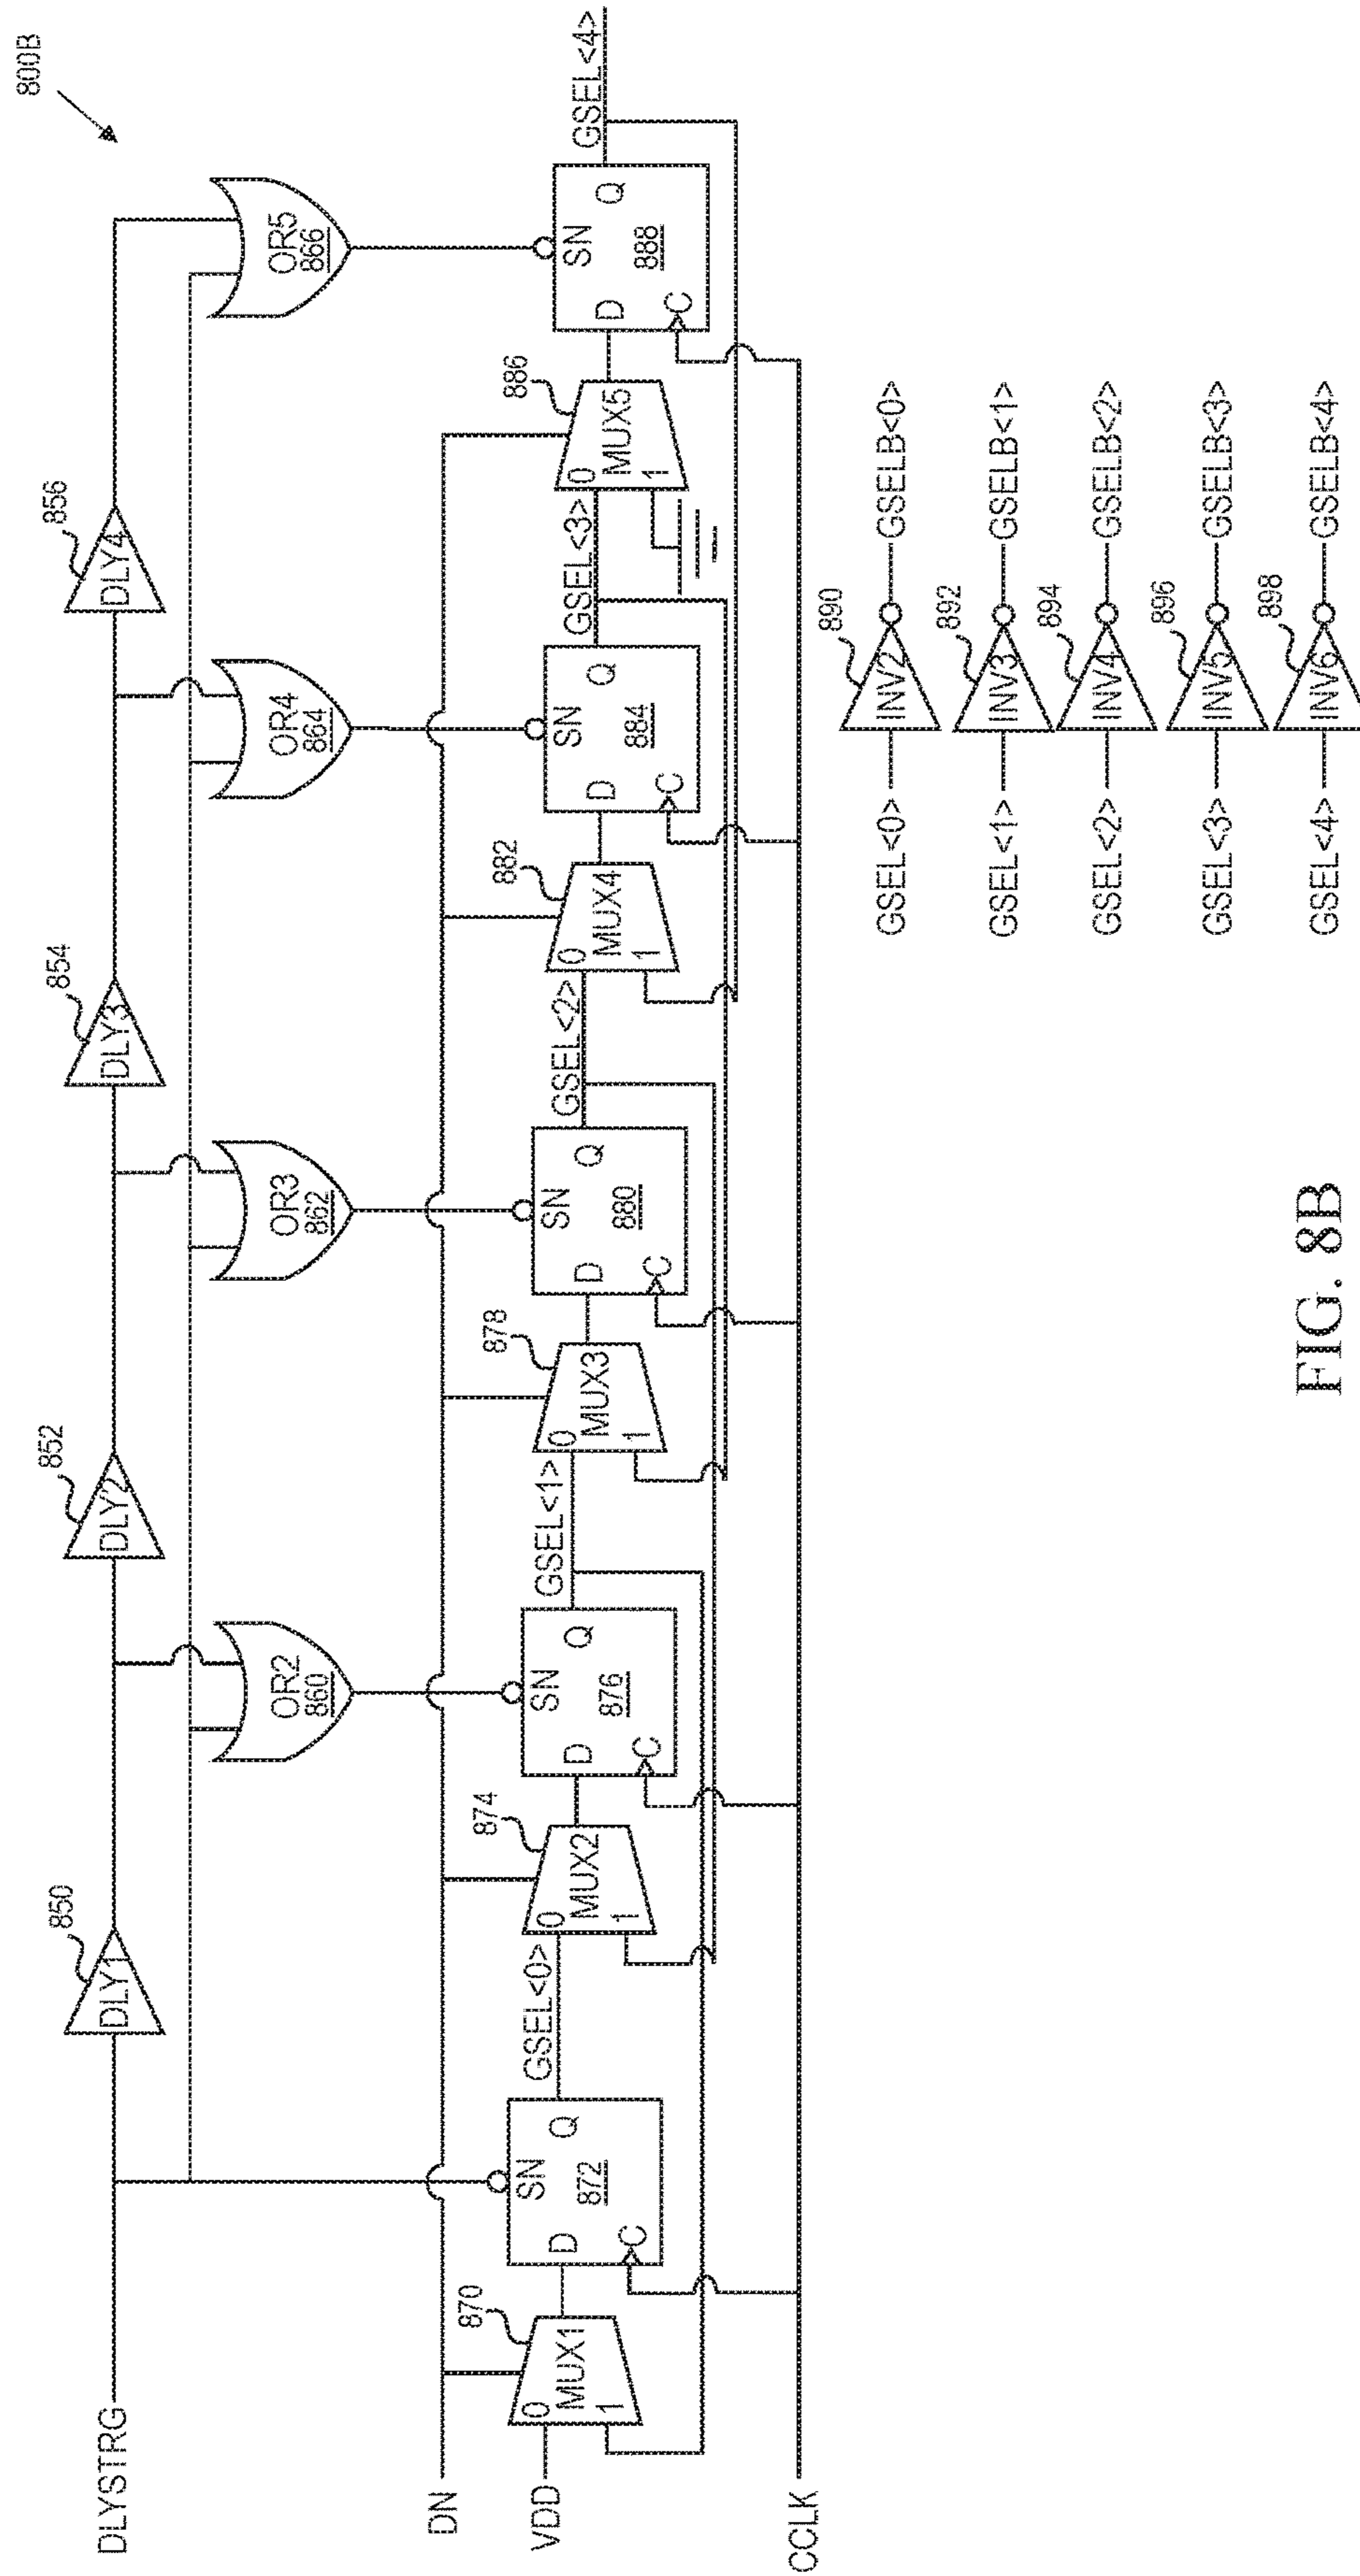 800B
DLYSTRG
850
DLY1
852
DLY2
854
DLY3
856
DLY4
OR2
860
OR3
862
OR4
864
OR5
866
DN
VDD
870
0
MUX1
1
D
SN
Q
872
C
GSEL<0>
874
0
MUX2
1
D
SN
Q
876
C
GSEL<1>
878
0
MUX3
1
D
SN
Q
880
C
GSEL<2>
882
0
MUX4
1
D
SN
Q
884
C
GSEL<3>
886
0
MUX5
1
D
SN
Q
888
C
GSEL<4>
CCLK
890
GSEL<0> INV2 GSELB<0>
892
GSEL<1> INV3 GSELB<1>
894
GSEL<2> INV4 GSELB<2>
896
GSEL<3> INV5 GSELB<3>
898
GSEL<4> INV6 GSELB<4>
FIG. 8B